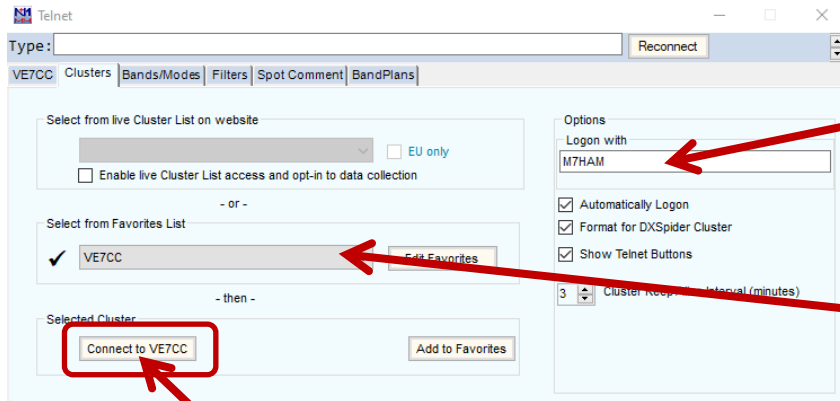 Telnet
Type:
Reconnect
VE7CC Clusters Bands/Modes Filters Spot Comment BandPlans
Select from live Cluster List on website
EU only
Enable live Cluster List access and opt-in to data collection
- or -
Select from Favorites List
VE7CC
Edit Favorites
- then -
Selected Cluster
Connect to VE7CC
Add to Favorites
Options
Logon with
M7HAM
Automatically Logon
Format for DXSpider Cluster
Show Telnet Buttons
3 Cluster Keep Interval (minutes)